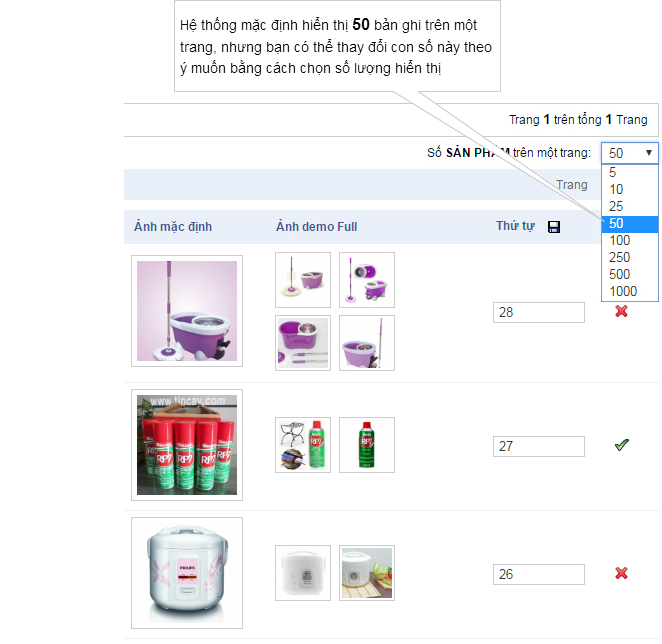 Hệ thống mặc định hiển thị 50 bản ghi trên một
trang, nhưng bạn có thể thay đổi con số này theo
ý muốn bằng cách chọn số lượng hiển thị
Trang 1 trên tổng 1 Trang
Số SẢN PHẨM trên một trang: 50
5
10
25
50
100
250
500
1000
Trang
Ảnh mặc định Ảnh demo Full Thứ tự
28
www.tincay.com
RP7
RP7
RP7
27
PHILIPS
26